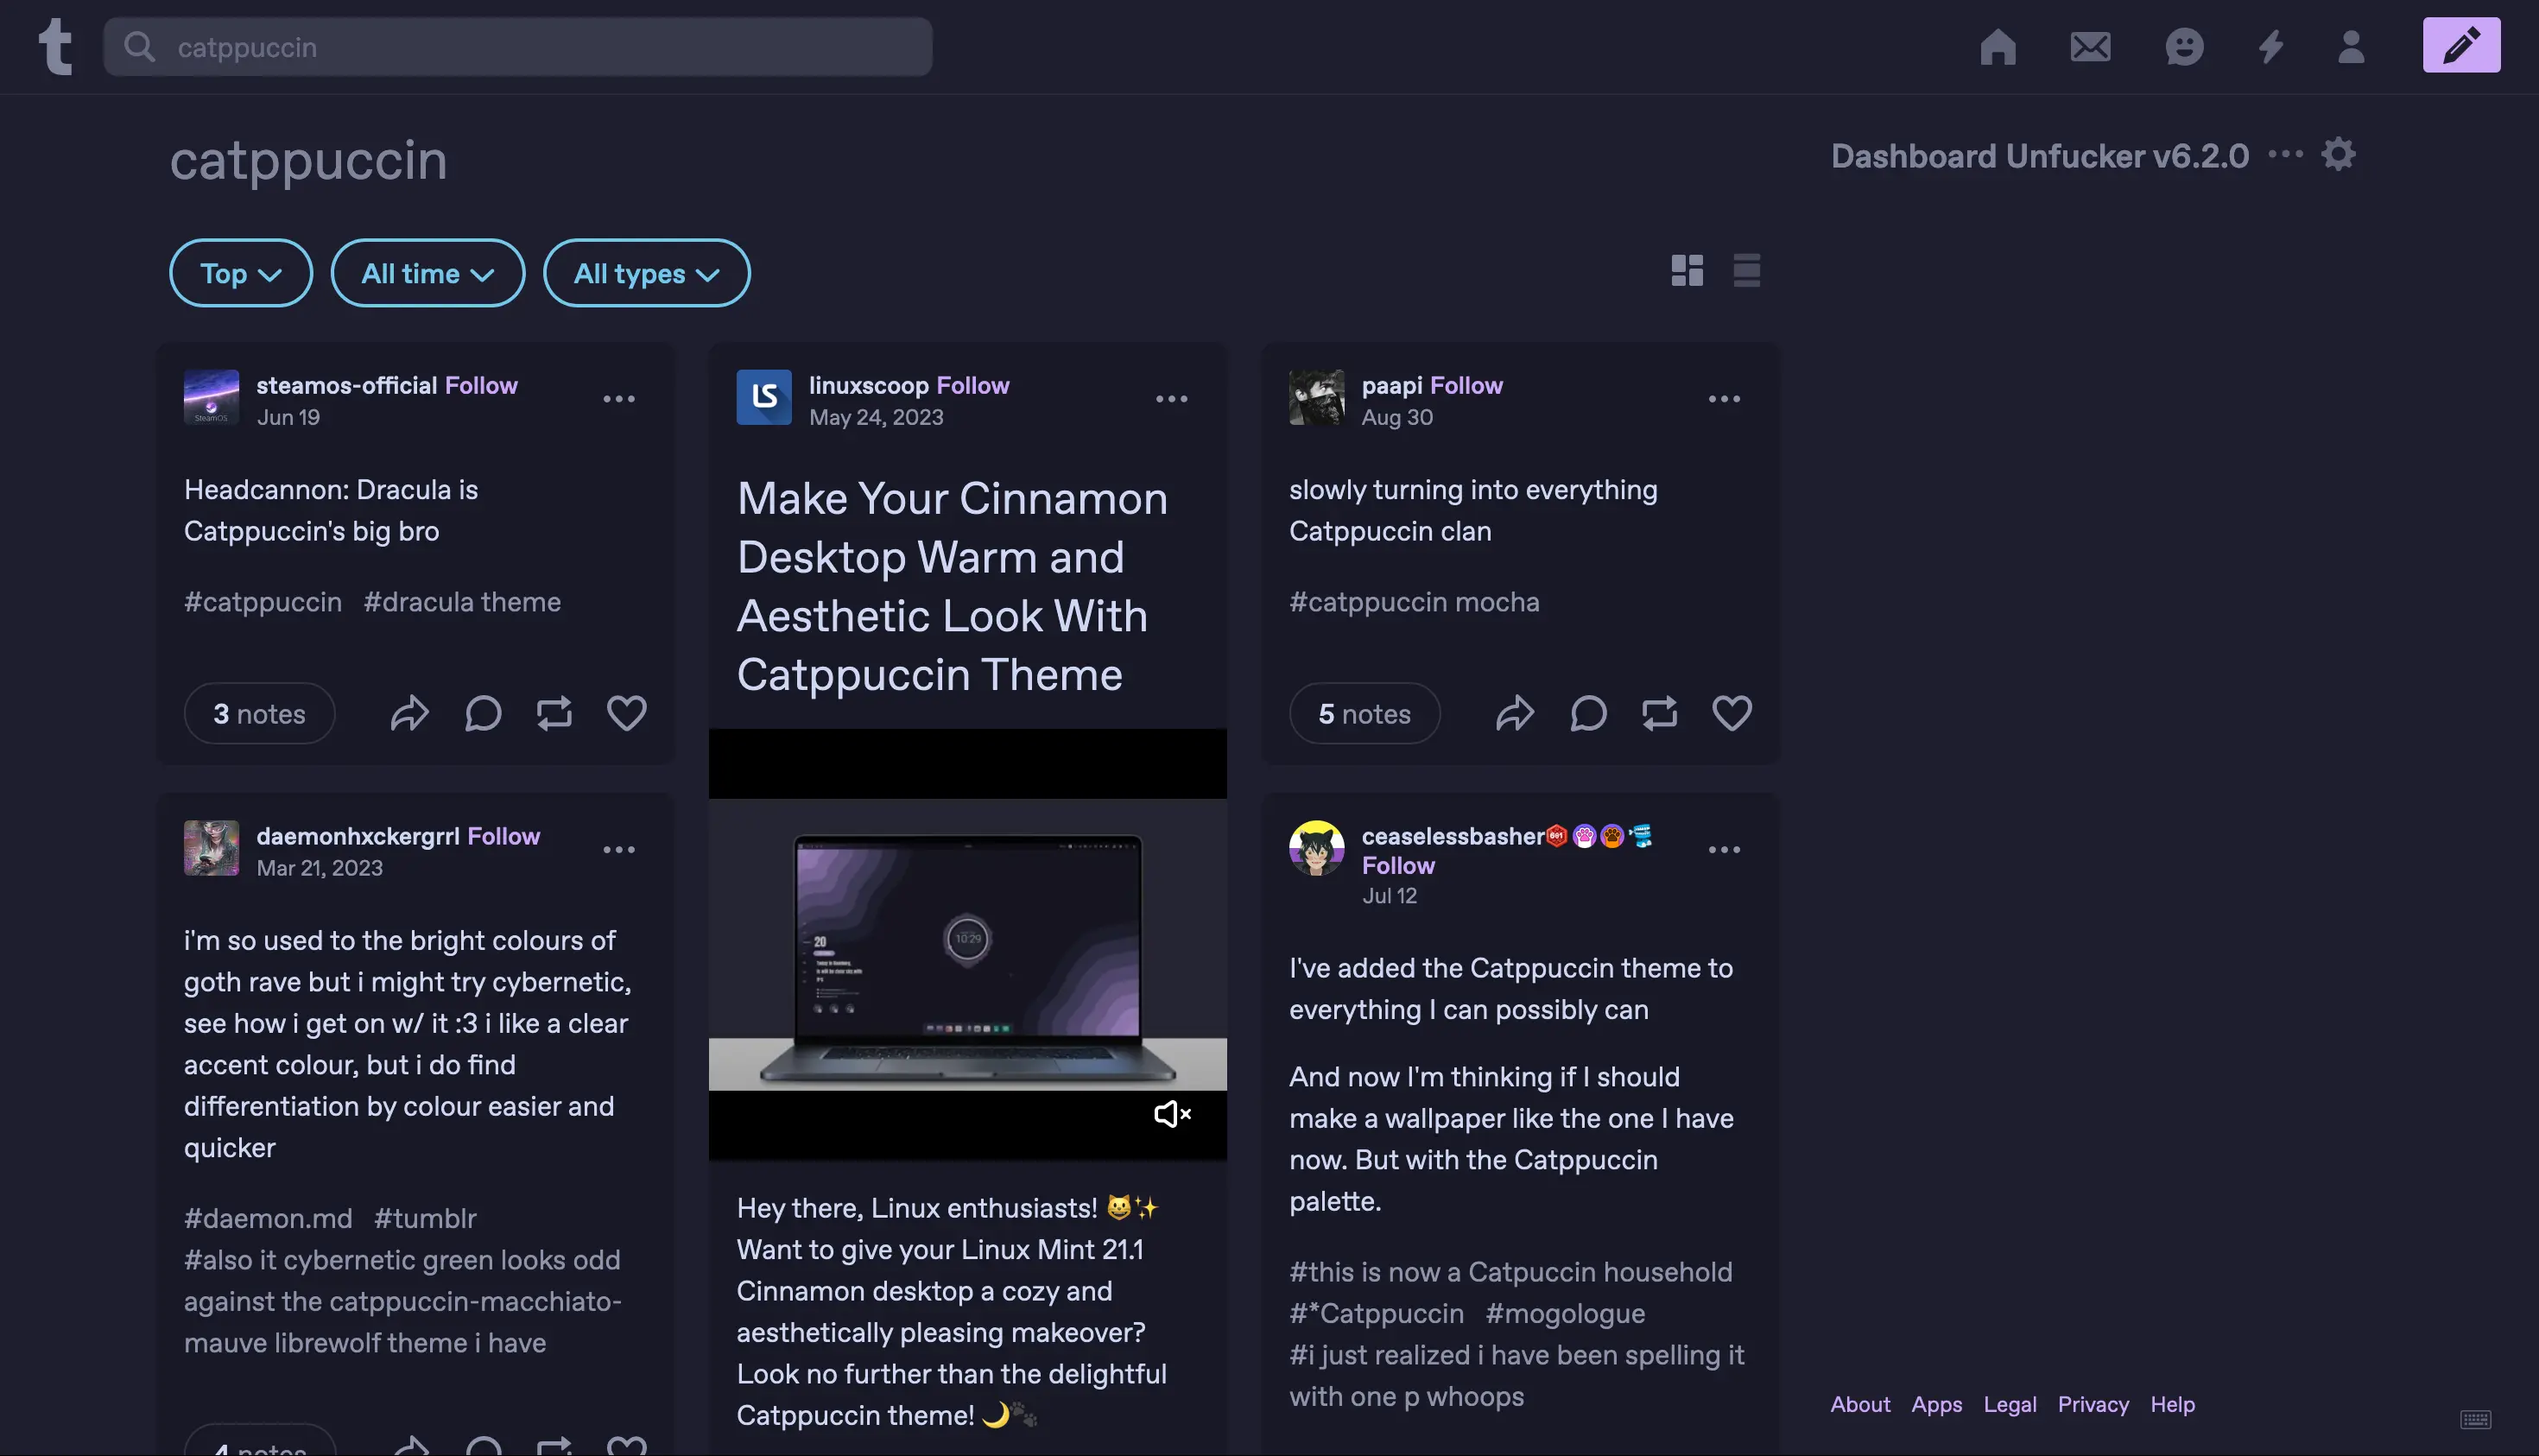 t
catppuccin
catppuccin
Dashboard Unfucker v6.2.0
Top
All time
All types
steamos-official Follow
Jun 19
Headcannon: Dracula is
Catppuccin's big bro
#catppuccin #dracula theme
3 notes
daemonhxckergrrl Follow
Mar 21, 2023
i'm so used to the bright colours of
goth rave but i might try cybernetic,
see how i get on w/ it :3 i like a clear
accent colour, but i do find
differentiation by colour easier and
quicker
#daemon.md #tumblr
#also it cybernetic green looks odd
against the catppuccin-macchiato-
mauve librewolf theme i have
4 notes
LS
linuxscoop Follow
May 24, 2023
Make Your Cinnamon
Desktop Warm and
Aesthetic Look With
Catppuccin Theme
20
10:29
Hey there, Linux enthusiasts! 😺✨
Want to give your Linux Mint 21.1
Cinnamon desktop a cozy and
aesthetically pleasing makeover?
Look no further than the delightful
Catppuccin theme! 🌙🐾
paapi Follow
Aug 30
slowly turning into everything
Catppuccin clan
#catppuccin mocha
5 notes
ceaselessbasher
Follow
Jul 12
I've added the Catppuccin theme to
everything I can possibly can
And now I'm thinking if I should
make a wallpaper like the one I have
now. But with the Catppuccin
palette.
#this is now a Catpuccin household
#*Catppuccin #mogologue
#i just realized i have been spelling it
with one p whoops
About Apps Legal Privacy Help